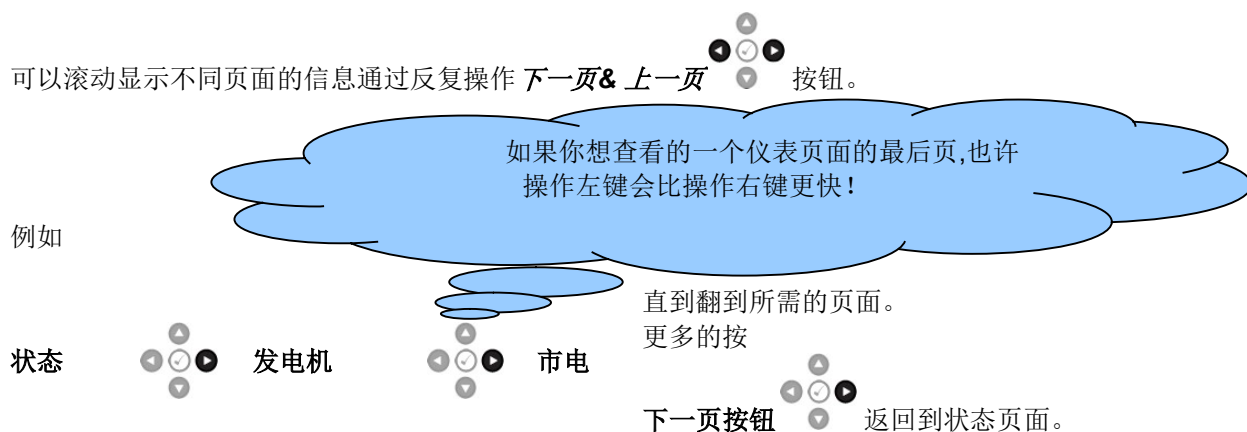 可以滚动显示不同页面的信息通过反复操作下一页& 上一页 按钮。
如果你想查看的一个仪表页面的最后页,也许
操作左键会比操作右键更快！
例如
直到翻到所需的页面。
更多的按
状态 发电机 市电
下一页按钮 返回到状态页面。